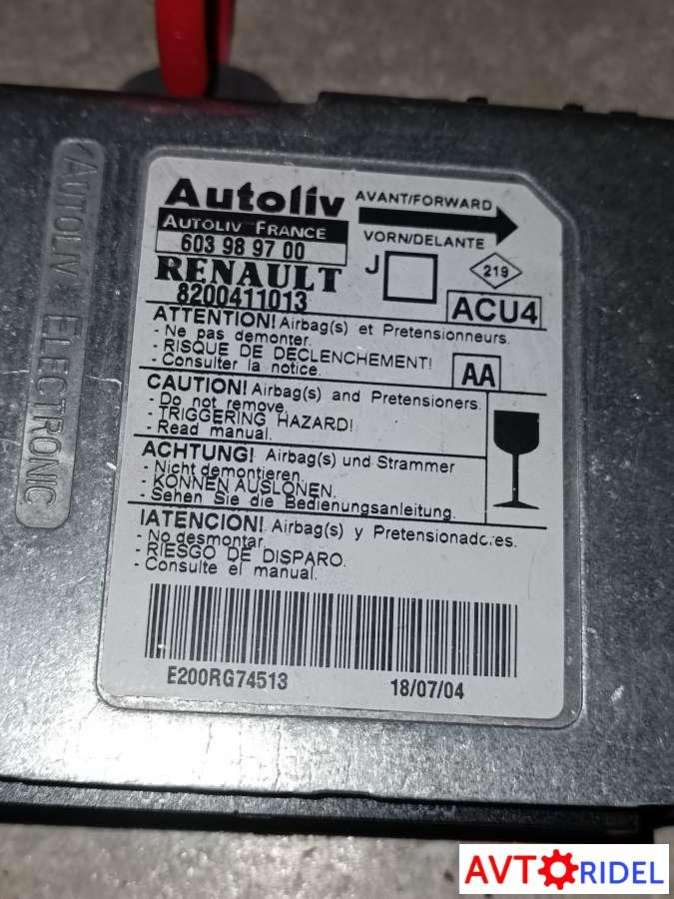 AUTOLIV ELECTRONIC
Autoliv
AVANT/FORWARD
AUTOLIV FRANCE
603 98 97 00
VORN/DELANTE
RENAULT
J
219
8200411013
ACU4
ATTENTION! Airbag(s) et Pretensionneurs.
- Ne pas demonter.
- RISQUE DE DECLENCHEMENT!
- Consulter la notice.
AA
CAUTION! Airbag(s) and Pretensioners.
- Do not remove.
- TRIGGERING HAZARD!
- Read manual.
ACHTUNG! Airbag(s) und Strammer
- Nicht demontieren.
- KONNEN AUSLONEN.
- Sehen Sie die Bedienungsanleitung.
IATENCION! Airbag(s) y Pretensionadores.
- No desmontar.
- RIESGO DE DISPARO.
- Consulte el manual.
E200RG74513 18/07/04
AVTORIDEL